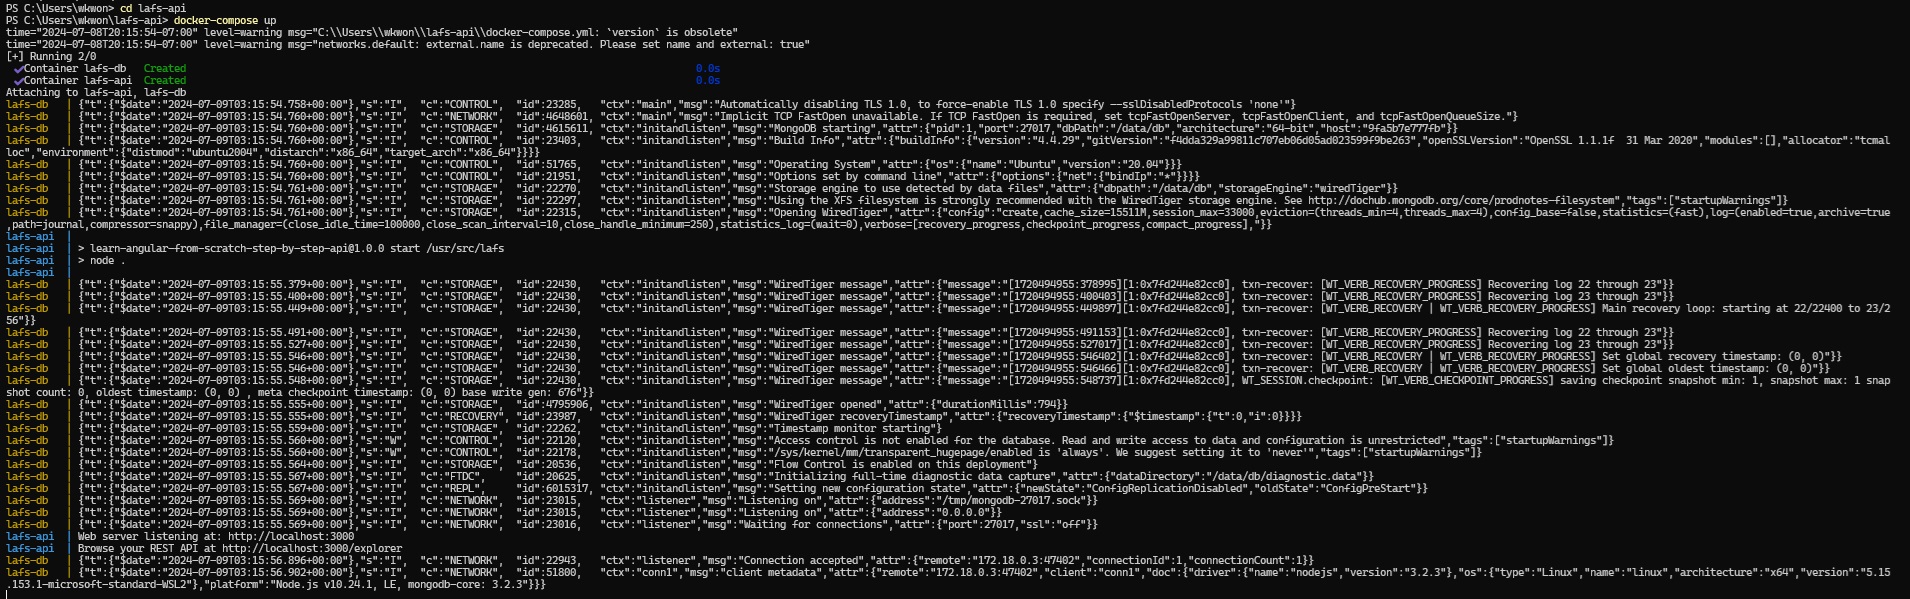 PS C:\Users\wkwon> cd lafs-api
PS C:\Users\wkwon\lafs-api> docker-compose up
time="2024-07-08T20:15:54-07:00" level=warning msg="C:\\Users\\wkwon\\lafs-api\\docker-compose.yml: `version` is obsolete"
time="2024-07-08T20:15:54-07:00" level=warning msg="networks.default: external.name is deprecated. Please set name and external: true"
[+] Running 2/0
✔Container lafs-db   Created   0.0s
✔Container lafs-api  Created   0.0s
Attaching to lafs-api, lafs-db
lafs-db   | {"t":{"$date":"2024-07-09T03:15:54.758+00:00"},"s":"I",  "c":"CONTROL",  "id":23285,   "ctx":"main","msg":"Automatically disabling TLS 1.0, to force-enable TLS 1.0 specify --sslDisabledProtocols 'none'"}
lafs-db   | {"t":{"$date":"2024-07-09T03:15:54.760+00:00"},"s":"I",  "c":"NETWORK",  "id":4648601, "ctx":"main","msg":"Implicit TCP FastOpen unavailable. If TCP FastOpen is required, set tcpFastOpenServer, tcpFastOpenClient, and tcpFastOpenQueueSize."}
lafs-db   | {"t":{"$date":"2024-07-09T03:15:54.760+00:00"},"s":"I",  "c":"STORAGE",  "id":4615611, "ctx":"initandlisten","msg":"MongoDB starting","attr":{"pid":1,"port":27017,"dbPath":"/data/db","architecture":"64-bit","host":"9fa5b7e777fb"}}
lafs-db   | {"t":{"$date":"2024-07-09T03:15:54.760+00:00"},"s":"I",  "c":"CONTROL",  "id":23403,   "ctx":"initandlisten","msg":"Build Info","attr":{"buildInfo":{"version":"4.4.29","gitVersion":"f4dda329a99811c707eb06d05ad023599f9be263","openSSLVersion":"OpenSSL 1.1.1f  31 Mar 2020","modules":[],"allocator":"tcmal
loc","environment":{"distmod":"ubuntu2004","distarch":"x86_64","target_arch":"x86_64"}}}}
lafs-db   | {"t":{"$date":"2024-07-09T03:15:54.760+00:00"},"s":"I",  "c":"CONTROL",  "id":51765,   "ctx":"initandlisten","msg":"Operating System","attr":{"os":{"name":"Ubuntu","version":"20.04"}}}
lafs-db   | {"t":{"$date":"2024-07-09T03:15:54.760+00:00"},"s":"I",  "c":"CONTROL",  "id":21951,   "ctx":"initandlisten","msg":"Options set by command line","attr":{"options":{"net":{"bindIp":"*"}}}}
lafs-db   | {"t":{"$date":"2024-07-09T03:15:54.761+00:00"},"s":"I",  "c":"STORAGE",  "id":22270,   "ctx":"initandlisten","msg":"Storage engine to use detected by data files","attr":{"dbpath":"/data/db","storageEngine":"wiredTiger"}}
lafs-db   | {"t":{"$date":"2024-07-09T03:15:54.761+00:00"},"s":"I",  "c":"STORAGE",  "id":22297,   "ctx":"initandlisten","msg":"Using the XFS filesystem is strongly recommended with the WiredTiger storage engine. See http://dochub.mongodb.org/core/prodnotes-filesystem","tags":["startupWarnings"]}
lafs-db   | {"t":{"$date":"2024-07-09T03:15:54.761+00:00"},"s":"I",  "c":"STORAGE",  "id":22315,   "ctx":"initandlisten","msg":"Opening WiredTiger","attr":{"config":"create,cache_size=15511M,session_max=33000,eviction=(threads_min=4,threads_max=4),config_base=false,statistics=(fast),log=(enabled=true,archive=true
,path=journal,compressor=snappy),file_manager=(close_idle_time=100000,close_scan_interval=10,close_handle_minimum=250),statistics_log=(wait=0),verbose=[recovery_progress,checkpoint_progress,compact_progress],"}}
lafs-api  |
lafs-api  | > learn-angular-from-scratch-step-by-step-api@1.0.0 start /usr/src/lafs
lafs-api  | > node .
lafs-api  |
lafs-db   | {"t":{"$date":"2024-07-09T03:15:55.379+00:00"},"s":"I",  "c":"STORAGE",  "id":22430,   "ctx":"initandlisten","msg":"WiredTiger message","attr":{"message":"[1720494955:378995][1:0x7fd244e82cc0], txn-recover: [WT_VERB_RECOVERY_PROGRESS] Recovering log 22 through 23"}}
lafs-db   | {"t":{"$date":"2024-07-09T03:15:55.400+00:00"},"s":"I",  "c":"STORAGE",  "id":22430,   "ctx":"initandlisten","msg":"WiredTiger message","attr":{"message":"[1720494955:400403][1:0x7fd244e82cc0], txn-recover: [WT_VERB_RECOVERY_PROGRESS] Recovering log 23 through 23"}}
lafs-db   | {"t":{"$date":"2024-07-09T03:15:55.449+00:00"},"s":"I",  "c":"STORAGE",  "id":22430,   "ctx":"initandlisten","msg":"WiredTiger message","attr":{"message":"[1720494955:449897][1:0x7fd244e82cc0], txn-recover: [WT_VERB_RECOVERY | WT_VERB_RECOVERY_PROGRESS] Main recovery loop: starting at 22/22400 to 23/2
56"}}
lafs-db   | {"t":{"$date":"2024-07-09T03:15:55.491+00:00"},"s":"I",  "c":"STORAGE",  "id":22430,   "ctx":"initandlisten","msg":"WiredTiger message","attr":{"message":"[1720494955:491153][1:0x7fd244e82cc0], txn-recover: [WT_VERB_RECOVERY_PROGRESS] Recovering log 22 through 23"}}
lafs-db   | {"t":{"$date":"2024-07-09T03:15:55.527+00:00"},"s":"I",  "c":"STORAGE",  "id":22430,   "ctx":"initandlisten","msg":"WiredTiger message","attr":{"message":"[1720494955:527017][1:0x7fd244e82cc0], txn-recover: [WT_VERB_RECOVERY_PROGRESS] Recovering log 23 through 23"}}
lafs-db   | {"t":{"$date":"2024-07-09T03:15:55.546+00:00"},"s":"I",  "c":"STORAGE",  "id":22430,   "ctx":"initandlisten","msg":"WiredTiger message","attr":{"message":"[1720494955:546402][1:0x7fd244e82cc0], txn-recover: [WT_VERB_RECOVERY | WT_VERB_RECOVERY_PROGRESS] Set global recovery timestamp: (0, 0)"}}
lafs-db   | {"t":{"$date":"2024-07-09T03:15:55.546+00:00"},"s":"I",  "c":"STORAGE",  "id":22430,   "ctx":"initandlisten","msg":"WiredTiger message","attr":{"message":"[1720494955:546466][1:0x7fd244e82cc0], txn-recover: [WT_VERB_RECOVERY | WT_VERB_RECOVERY_PROGRESS] Set global oldest timestamp: (0, 0)"}}
lafs-db   | {"t":{"$date":"2024-07-09T03:15:55.548+00:00"},"s":"I",  "c":"STORAGE",  "id":22430,   "ctx":"initandlisten","msg":"WiredTiger message","attr":{"message":"[1720494955:548737][1:0x7fd244e82cc0], WT_SESSION.checkpoint: [WT_VERB_CHECKPOINT_PROGRESS] saving checkpoint snapshot min: 1, snapshot max: 1 snap
shot count: 0, oldest timestamp: (0, 0) , meta checkpoint timestamp: (0, 0) base write gen: 676"}}
lafs-db   | {"t":{"$date":"2024-07-09T03:15:55.555+00:00"},"s":"I",  "c":"STORAGE",  "id":4795906, "ctx":"initandlisten","msg":"WiredTiger opened","attr":{"durationMillis":794}}
lafs-db   | {"t":{"$date":"2024-07-09T03:15:55.555+00:00"},"s":"I",  "c":"RECOVERY", "id":23987,   "ctx":"initandlisten","msg":"WiredTiger recoveryTimestamp","attr":{"recoveryTimestamp":{"$timestamp":{"t":0,"i":0}}}}
lafs-db   | {"t":{"$date":"2024-07-09T03:15:55.559+00:00"},"s":"I",  "c":"STORAGE",  "id":22262,   "ctx":"initandlisten","msg":"Timestamp monitor starting"}
lafs-db   | {"t":{"$date":"2024-07-09T03:15:55.560+00:00"},"s":"W",  "c":"CONTROL",  "id":22120,   "ctx":"initandlisten","msg":"Access control is not enabled for the database. Read and write access to data and configuration is unrestricted","tags":["startupWarnings"]}
lafs-db   | {"t":{"$date":"2024-07-09T03:15:55.560+00:00"},"s":"W",  "c":"CONTROL",  "id":22178,   "ctx":"initandlisten","msg":"/sys/kernel/mm/transparent_hugepage/enabled is 'always'. We suggest setting it to 'never'","tags":["startupWarnings"]}
lafs-db   | {"t":{"$date":"2024-07-09T03:15:55.564+00:00"},"s":"I",  "c":"STORAGE",  "id":20536,   "ctx":"initandlisten","msg":"Flow Control is enabled on this deployment"}
lafs-db   | {"t":{"$date":"2024-07-09T03:15:55.567+00:00"},"s":"I",  "c":"FTDC",     "id":20625,   "ctx":"initandlisten","msg":"Initializing full-time diagnostic data capture","attr":{"dataDirectory":"/data/db/diagnostic.data"}}
lafs-db   | {"t":{"$date":"2024-07-09T03:15:55.567+00:00"},"s":"I",  "c":"REPL",     "id":6015317, "ctx":"initandlisten","msg":"Setting new configuration state","attr":{"newState":"ConfigReplicationDisabled","oldState":"ConfigPreStart"}}
lafs-db   | {"t":{"$date":"2024-07-09T03:15:55.569+00:00"},"s":"I",  "c":"NETWORK",  "id":23015,   "ctx":"listener","msg":"Listening on","attr":{"address":"/tmp/mongodb-27017.sock"}}
lafs-db   | {"t":{"$date":"2024-07-09T03:15:55.569+00:00"},"s":"I",  "c":"NETWORK",  "id":23015,   "ctx":"listener","msg":"Listening on","attr":{"address":"0.0.0.0"}}
lafs-db   | {"t":{"$date":"2024-07-09T03:15:55.569+00:00"},"s":"I",  "c":"NETWORK",  "id":23016,   "ctx":"listener","msg":"Waiting for connections","attr":{"port":27017,"ssl":"off"}}
lafs-api  | Web server listening at: http://localhost:3000
lafs-api  | Browse your REST API at http://localhost:3000/explorer
lafs-db   | {"t":{"$date":"2024-07-09T03:15:56.896+00:00"},"s":"I",  "c":"NETWORK",  "id":22943,   "ctx":"listener","msg":"Connection accepted","attr":{"remote":"172.18.0.3:47402","connectionId":1,"connectionCount":1}}
lafs-db   | {"t":{"$date":"2024-07-09T03:15:56.902+00:00"},"s":"I",  "c":"NETWORK",  "id":51800,   "ctx":"conn1","msg":"client metadata","attr":{"remote":"172.18.0.3:47402","client":"conn1","doc":{"driver":{"name":"nodejs","version":"3.2.3"},"os":{"type":"Linux","name":"linux","architecture":"x64","version":"5.15
.153.1-microsoft-standard-WSL2"},"platform":"Node.js v10.24.1, LE, mongodb-core: 3.2.3"}}}